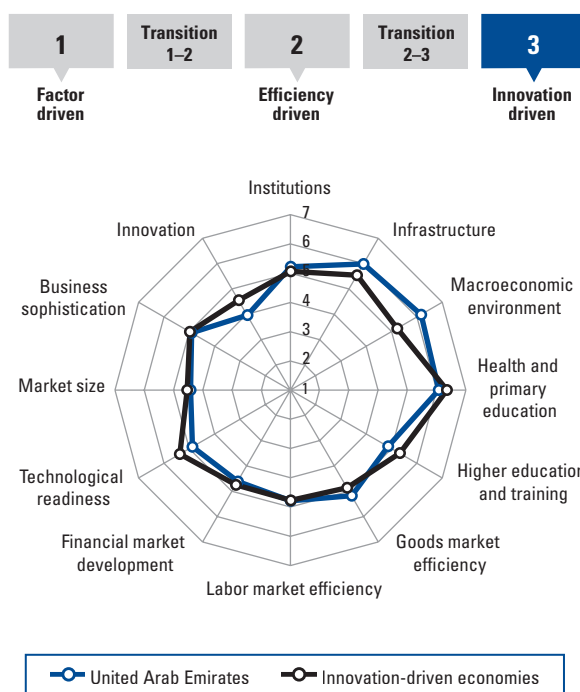 1
Transition
1–2
2
Transition
2–3
3
Factor
driven
Efficiency
driven
Innovation
driven
Institutions
7
Innovation
Infrastructure
6
5
Business
sophistication
Macroeconomic
environment
4
3
2
Market size
1
Health and
primary
education
Technological
readiness
Higher education
and training
Financial market
development
Goods market
efficiency
Labor market efficiency
United Arab Emirates
Innovation-driven economies